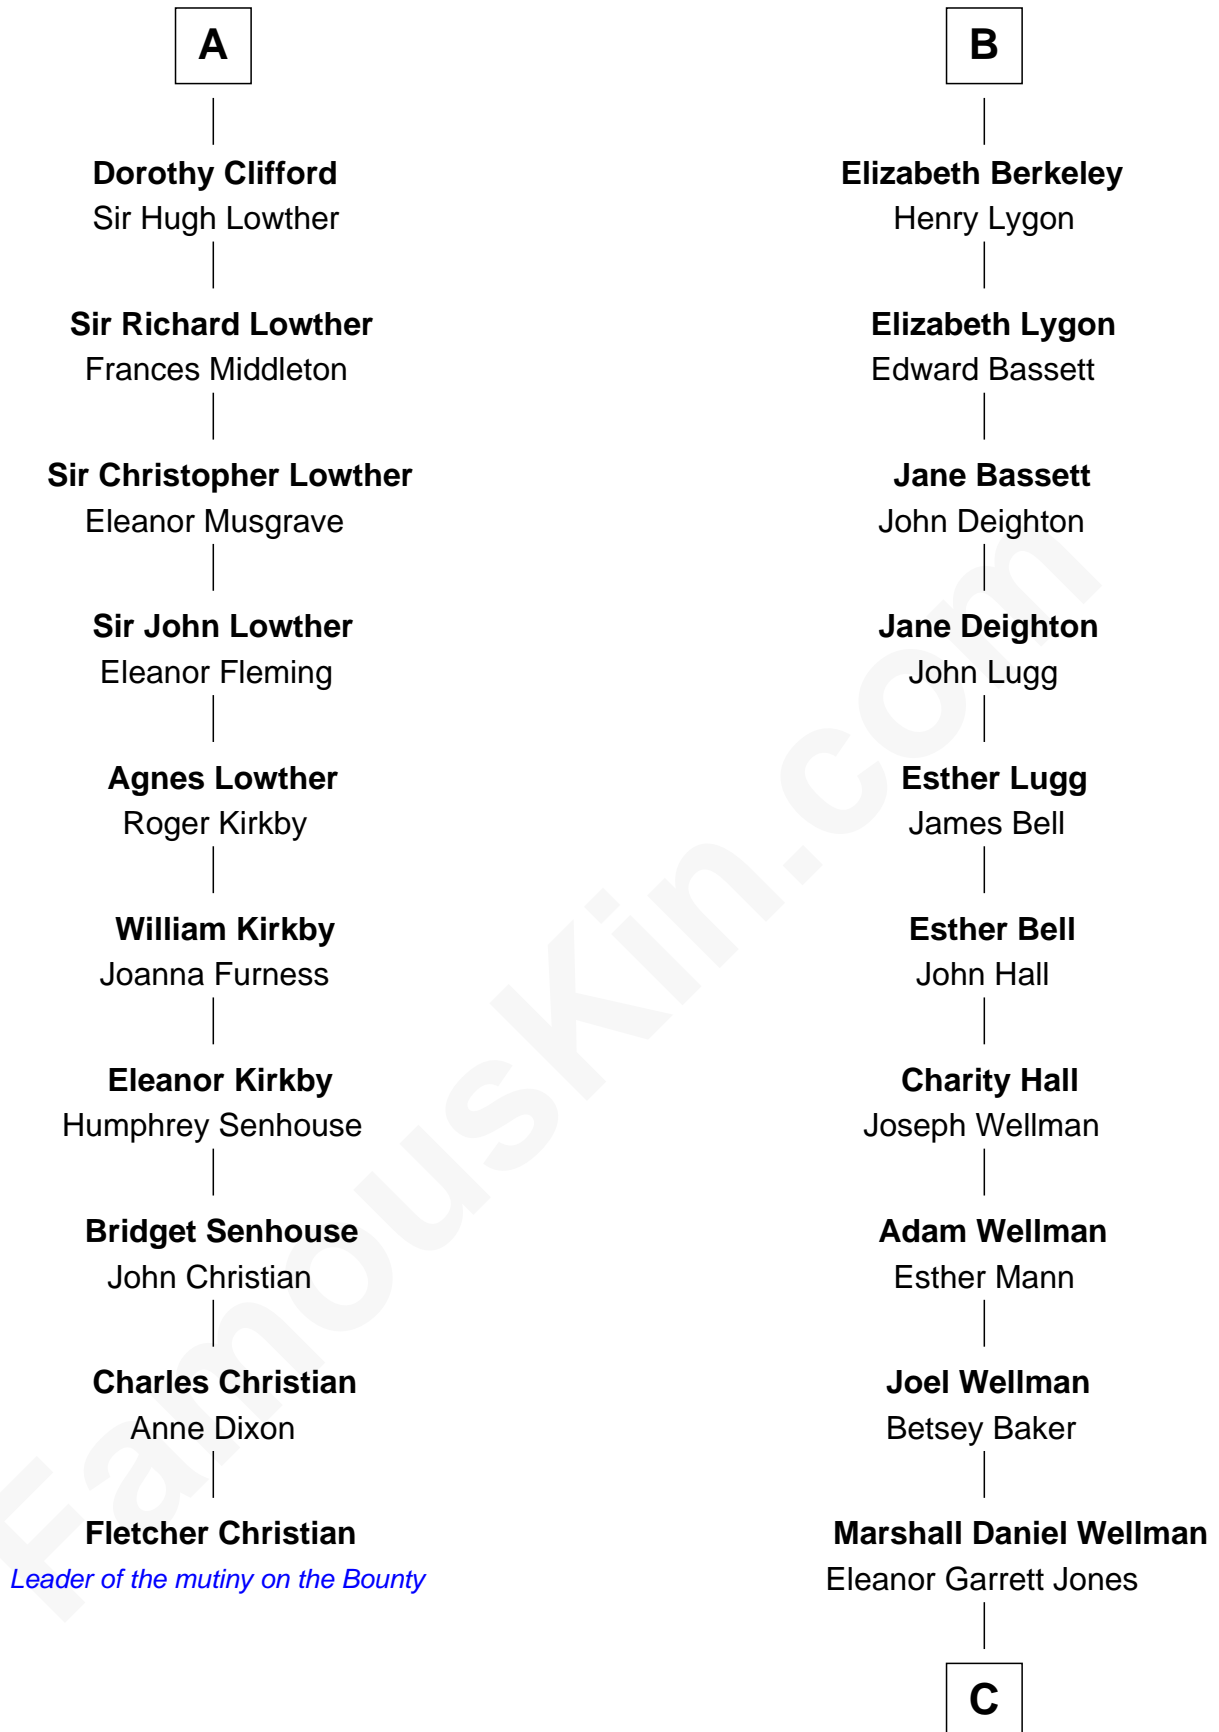 A
Dorothy Clifford
Sir Hugh Lowther
Sir Richard Lowther
Frances Middleton
Sir Christopher Lowther
Eleanor Musgrave
Sir John Lowther
Eleanor Fleming
Agnes Lowther
Roger Kirkby
William Kirkby
Joanna Furness
Eleanor Kirkby
Humphrey Senhouse
Bridget Senhouse
John Christian
Charles Christian
Anne Dixon
Fletcher Christian
Leader of the mutiny on the Bounty
B
Elizabeth Berkeley
Henry Lygon
Elizabeth Lygon
Edward Bassett
Jane Bassett
John Deighton
Jane Deighton
John Lugg
Esther Lugg
James Bell
Esther Bell
John Hall
Charity Hall
Joseph Wellman
Adam Wellman
Esther Mann
Joel Wellman
Betsey Baker
Marshall Daniel Wellman
Eleanor Garrett Jones
C
FamousKin.com